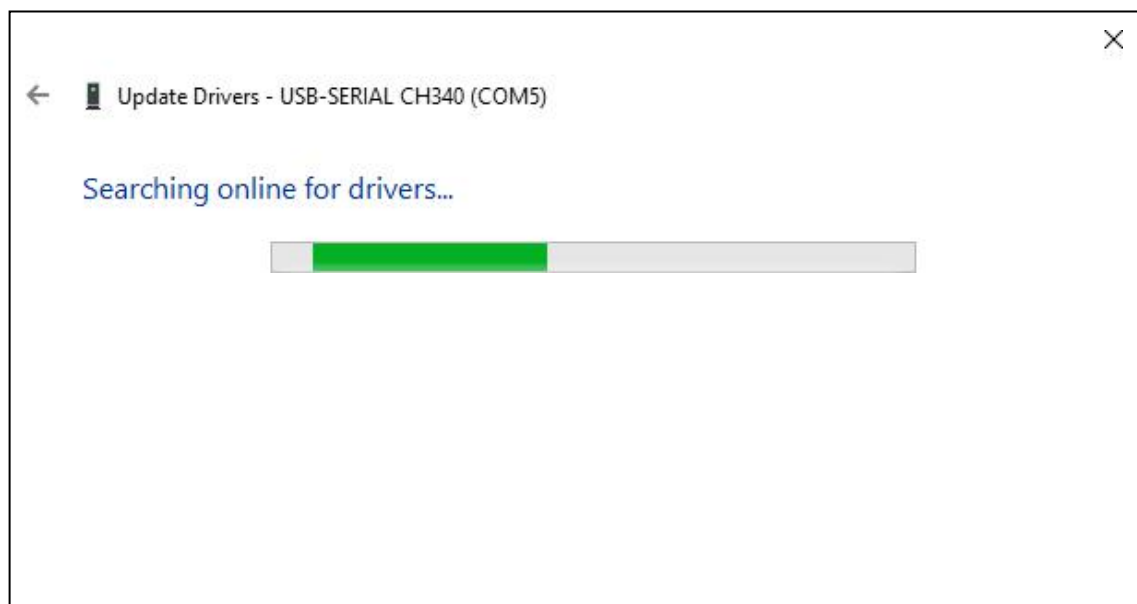 Update Drivers - USB-SERIAL CH340 (COM5)
Searching online for drivers...